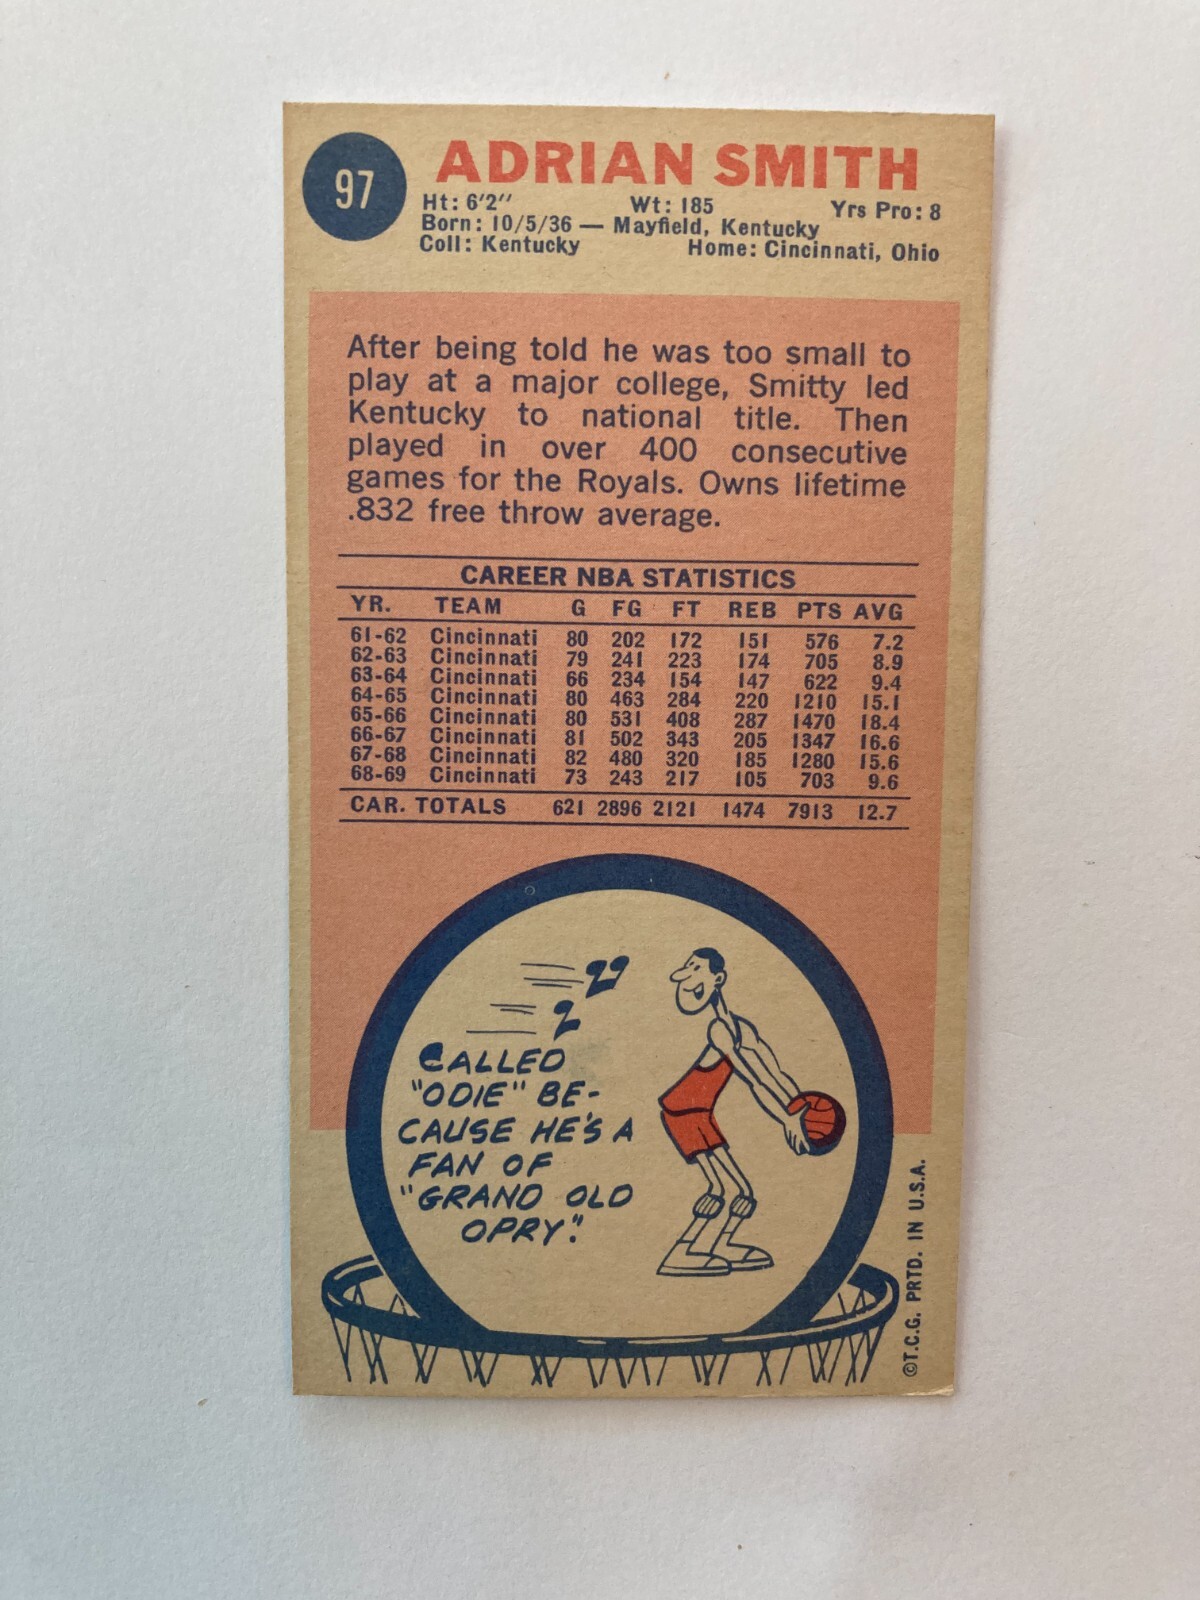 97
ADRIAN SMITH
Ht: 6'2" Wt: 185 Yrs Pro: 8
Born: 10/5/36 — Mayfield, Kentucky
Coll: Kentucky Home: Cincinnati, Ohio
After being told he was too small to
play at a major college, Smitty led
Kentucky to national title. Then
played in over 400 consecutive
games for the Royals. Owns lifetime
.832 free throw average.
CAREER NBA STATISTICS
YR. TEAM G FG FT REB PTS AVG
61-62 Cincinnati 80 202 172 151 576 7.2
62-63 Cincinnati 79 241 223 174 705 8.9
63-64 Cincinnati 66 234 154 147 622 9.4
64-65 Cincinnati 80 463 284 220 1210 15.1
65-66 Cincinnati 80 531 408 287 1470 18.4
66-67 Cincinnati 81 502 343 205 1347 16.6
67-68 Cincinnati 82 480 320 185 1280 15.6
68-69 Cincinnati 73 243 217 105 703 9.6
CAR. TOTALS 621 2896 2121 1474 7913 12.7
CALLED
"ODIE" BE-
CAUSE HE'S A
FAN OF
"GRAND OLD
OPRY."
©T.C.G. PRTD. IN U.S.A.